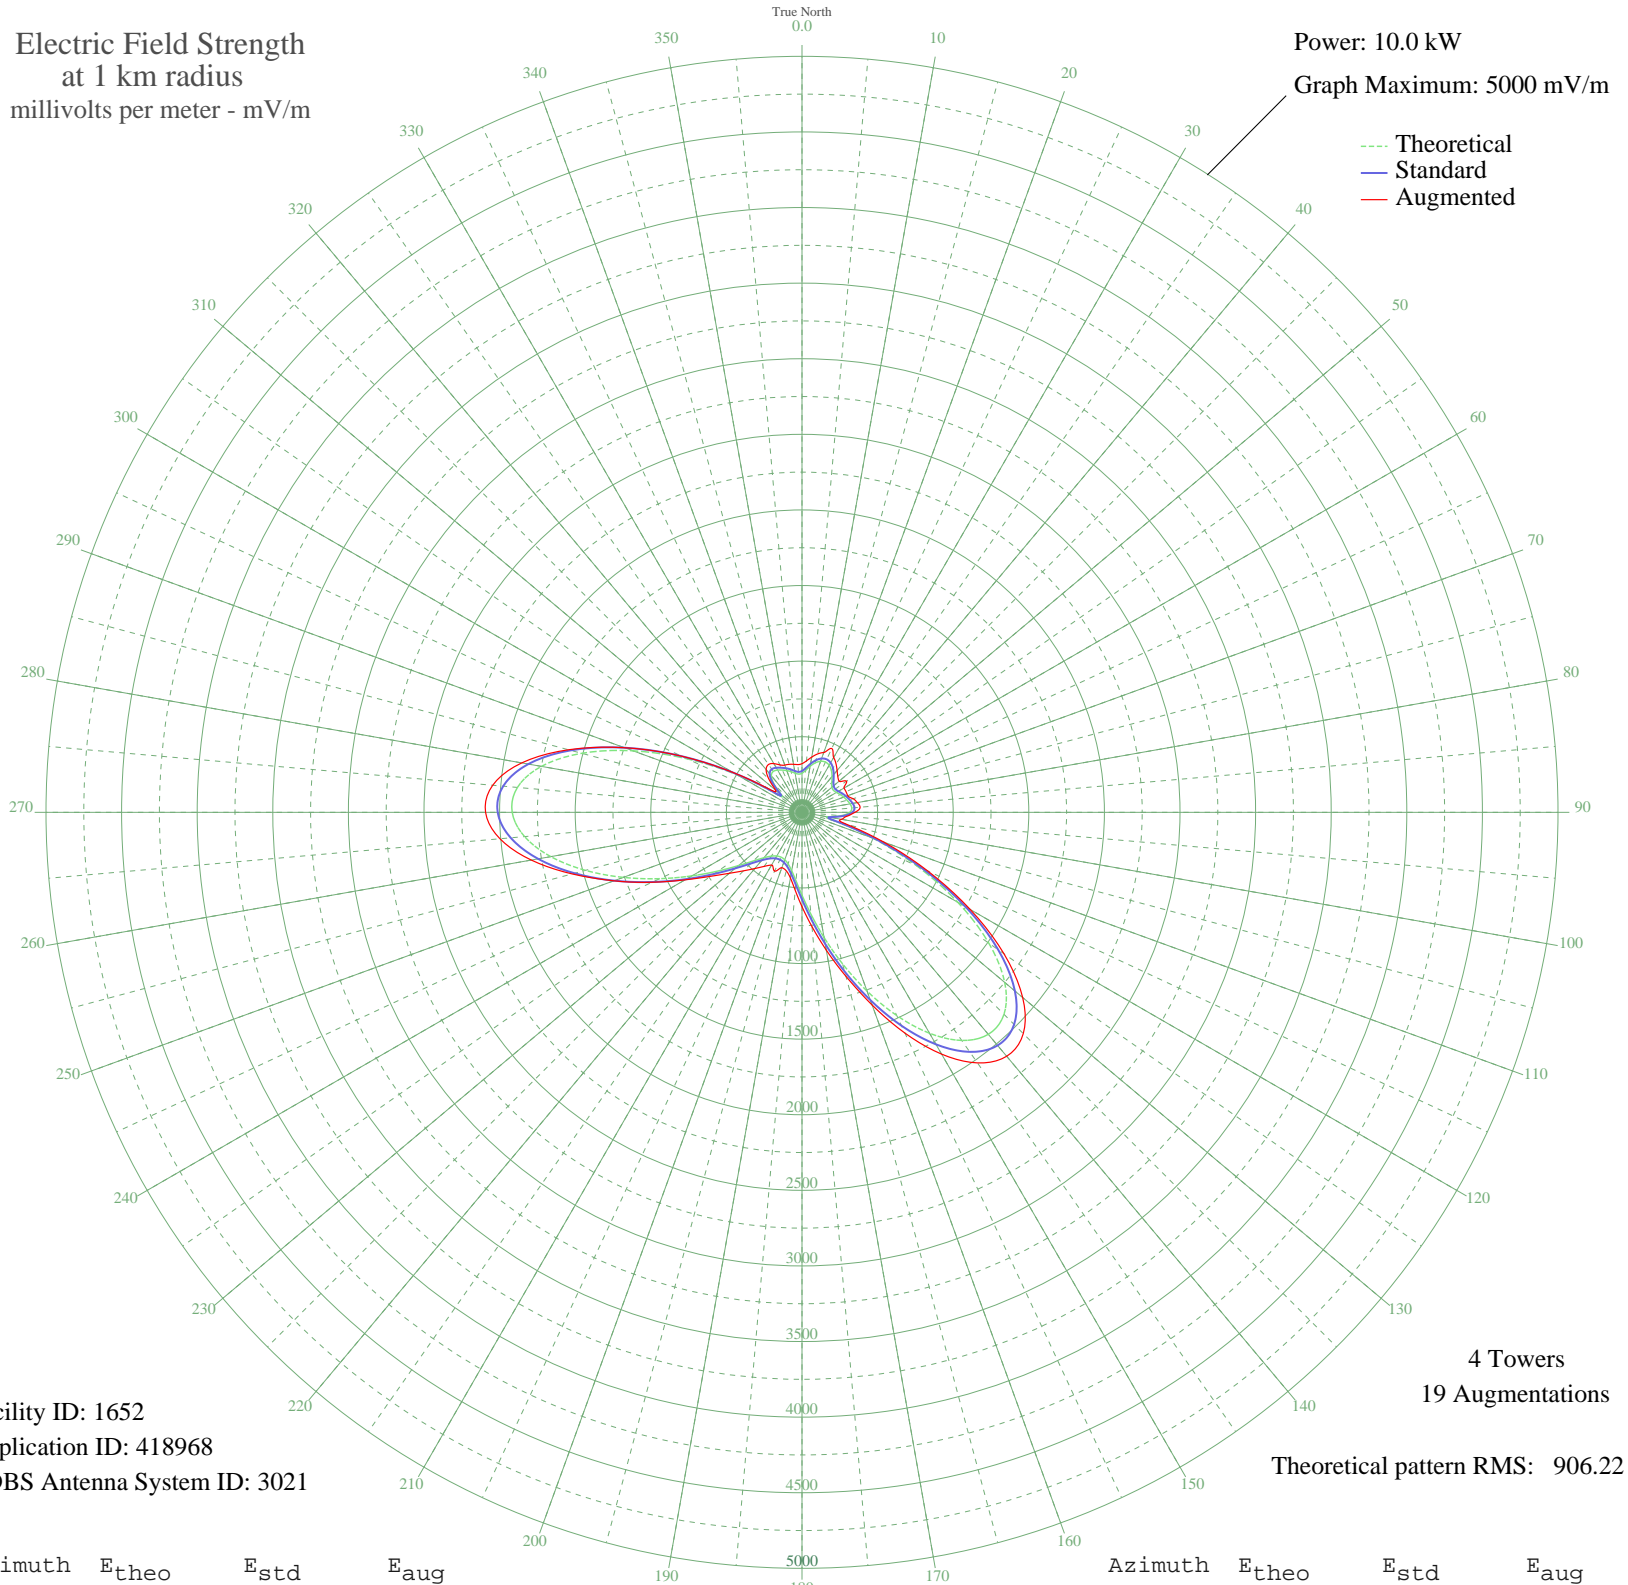 True North
0.0
Electric Field Strength
at 1 km radius
millivolts per meter - mV/m
Power: 10.0 kW
Graph Maximum: 5000 mV/m
Theoretical
Standard
Augmented
10
20
30
40
50
60
70
80
90
100
110
120
130
140
150
160
170
190
200
210
220
230
240
250
260
270
280
290
300
310
320
330
340
350
1000
1500
2000
2500
3000
3500
4000
4500
5000
4 Towers
19 Augmentations
Theoretical pattern RMS: 906.22
cility ID: 1652
plication ID: 418968
DBS Antenna System ID: 3021
imuth Etheo Estd Eaug
Azimuth Etheo Estd Eaug